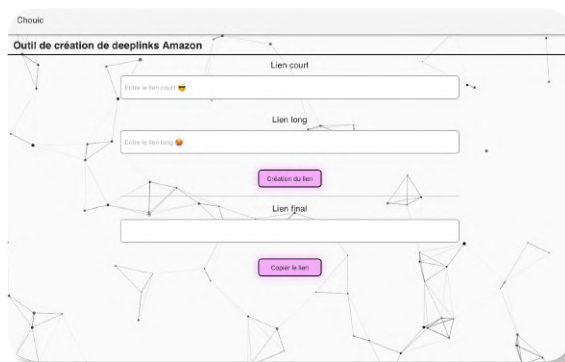 Chouic
Outil de création de deeplinks Amazon
Lien court
Entre le lien court 😎
Lien long
Entre le lien long 🥵
Création du lien
Lien final
Copier le lien